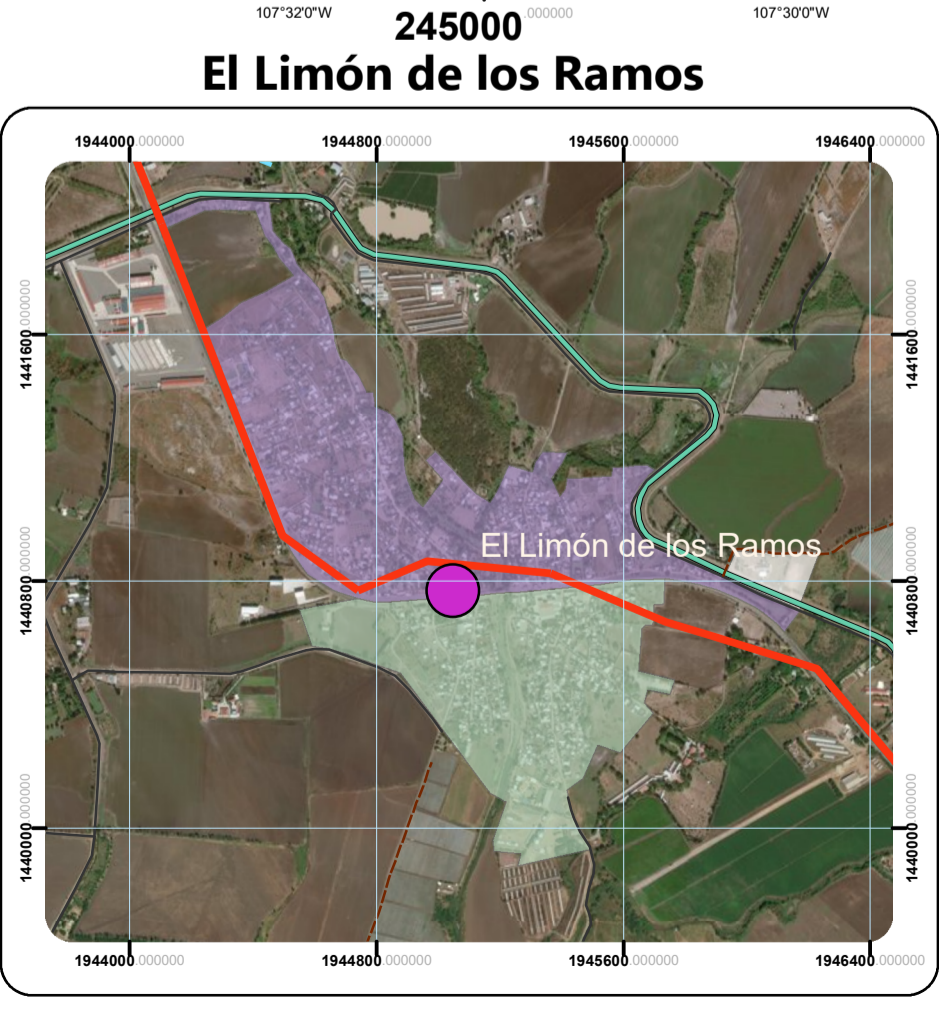 107°32'0"W .000000 107°30'0"W
245000
El Limón de los Ramos
1944000.000000 1944800.000000 1945600.000000 1946400.000000
1441600.000000 1441600.000000
El Limón de los Ramos
1440800.000000 1440800.000000
1440000.000000 1440000.000000
1944000.000000 1944800.000000 1945600.000000 1946400.000000